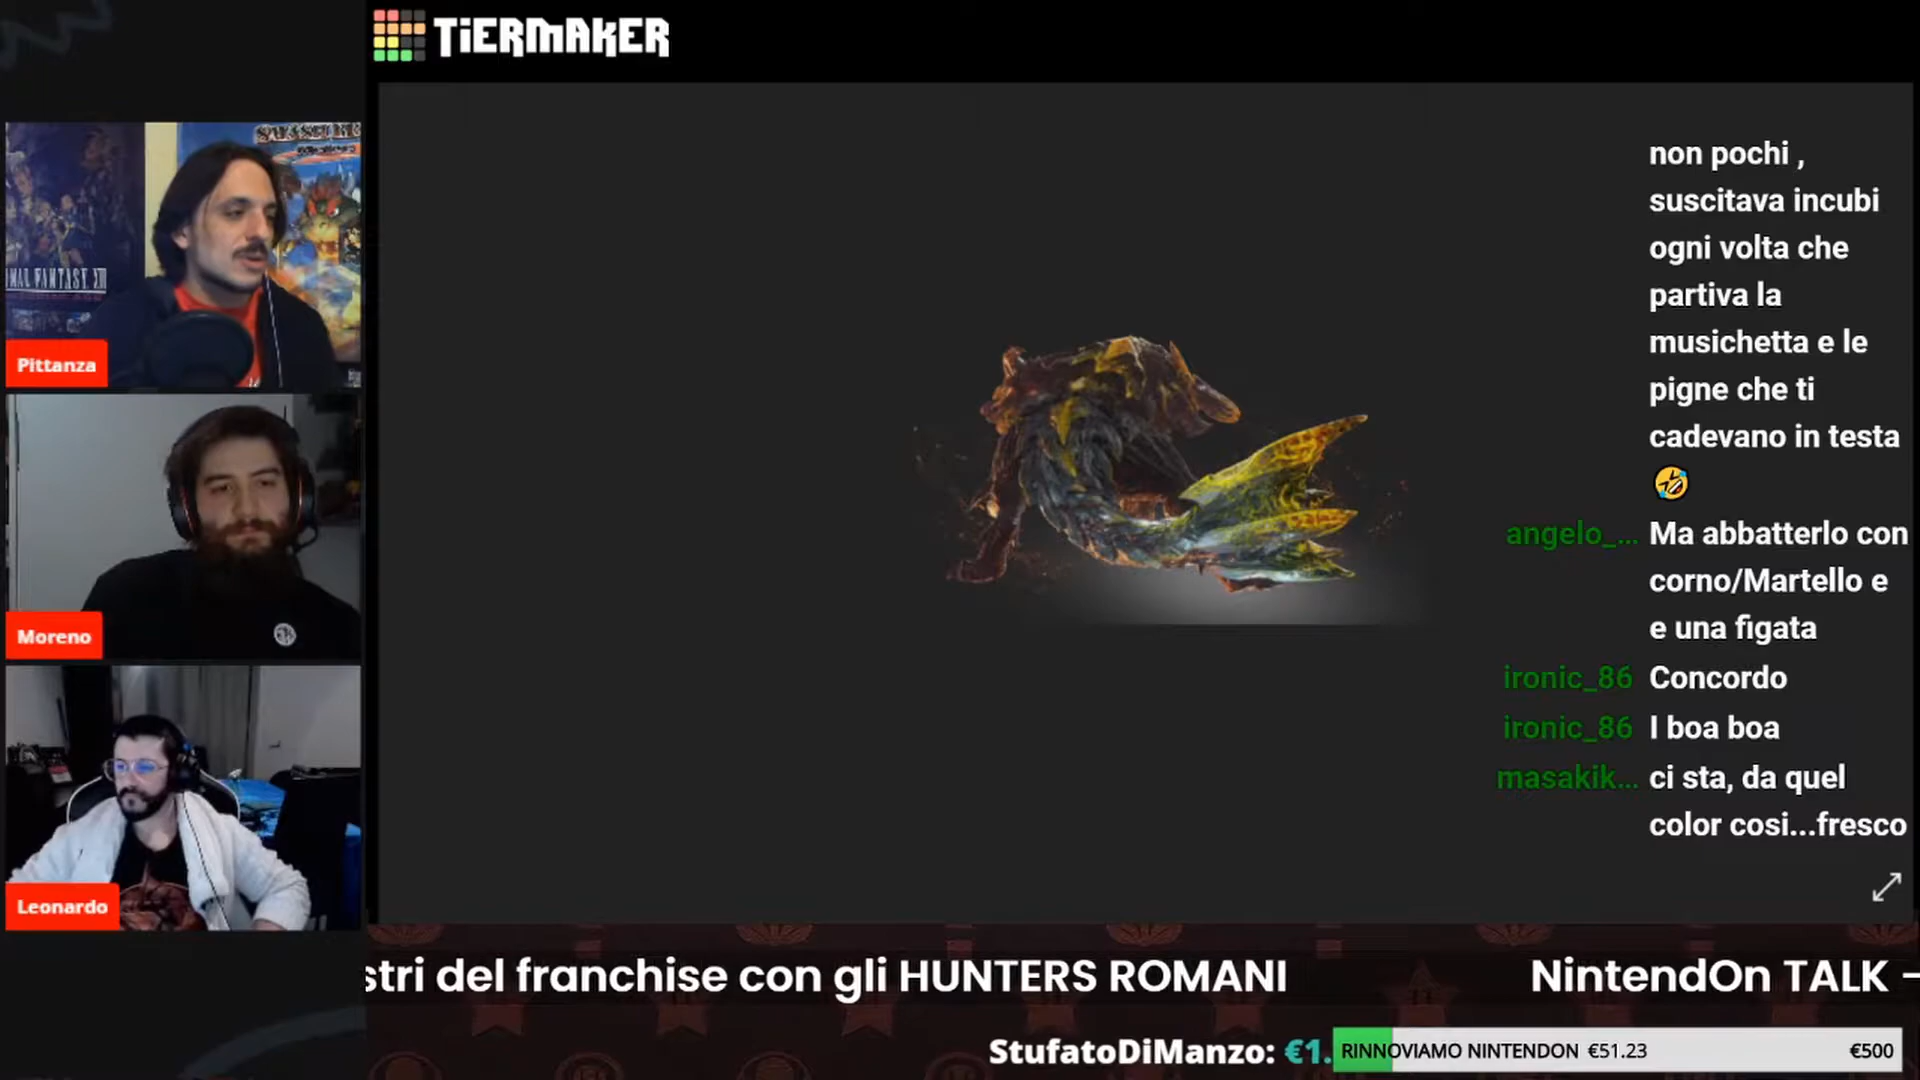 TiERMAKER
Pittanza
Moreno
Leonardo
non pochi ,
suscitava incubi
ogni volta che
partiva la
musichetta e le
pigne che ti
cadevano in testa
🤣
angelo_... Ma abbatterlo con
corno/Martello e
e una figata
ironic_86 Concordo
ironic_86 I boa boa
masakik... ci sta, da quel
color cosi...fresco
stri del franchise con gli HUNTERS ROMANI
NintendOn TALK –
StufatoDiManzo: €1.
RINNOVIAMO NINTENDON €51.23
€500